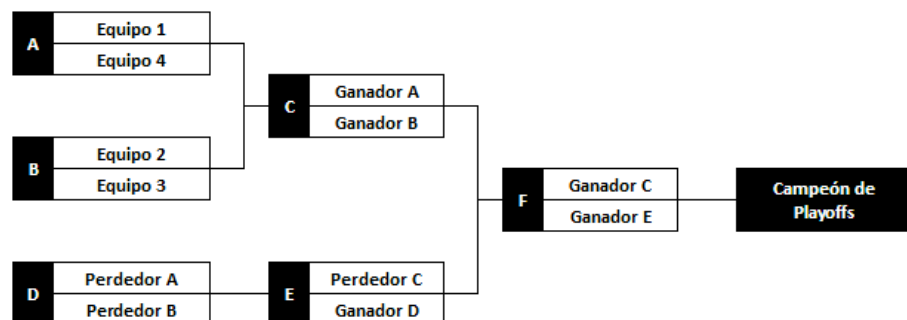 A
Equipo 1
Equipo 4
B
Equipo 2
Equipo 3
C
Ganador A
Ganador B
D
Perdedor A
Perdedor B
E
Perdedor C
Ganador D
F
Ganador C
Ganador E
Campeón de
Playoffs